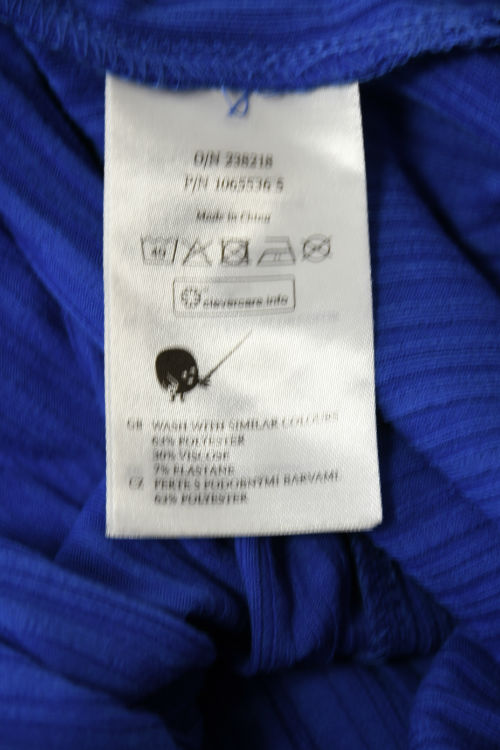 O/N 238218
P/N 1065536 S
Made in China
40
clevercare.info
GB WASH WITH SIMILAR COLOURS
63% POLYESTER
30% VISCOSE
7% ELASTANE
CZ PERTE S PODOBNÝMI BARVAMI
63% POLYESTER